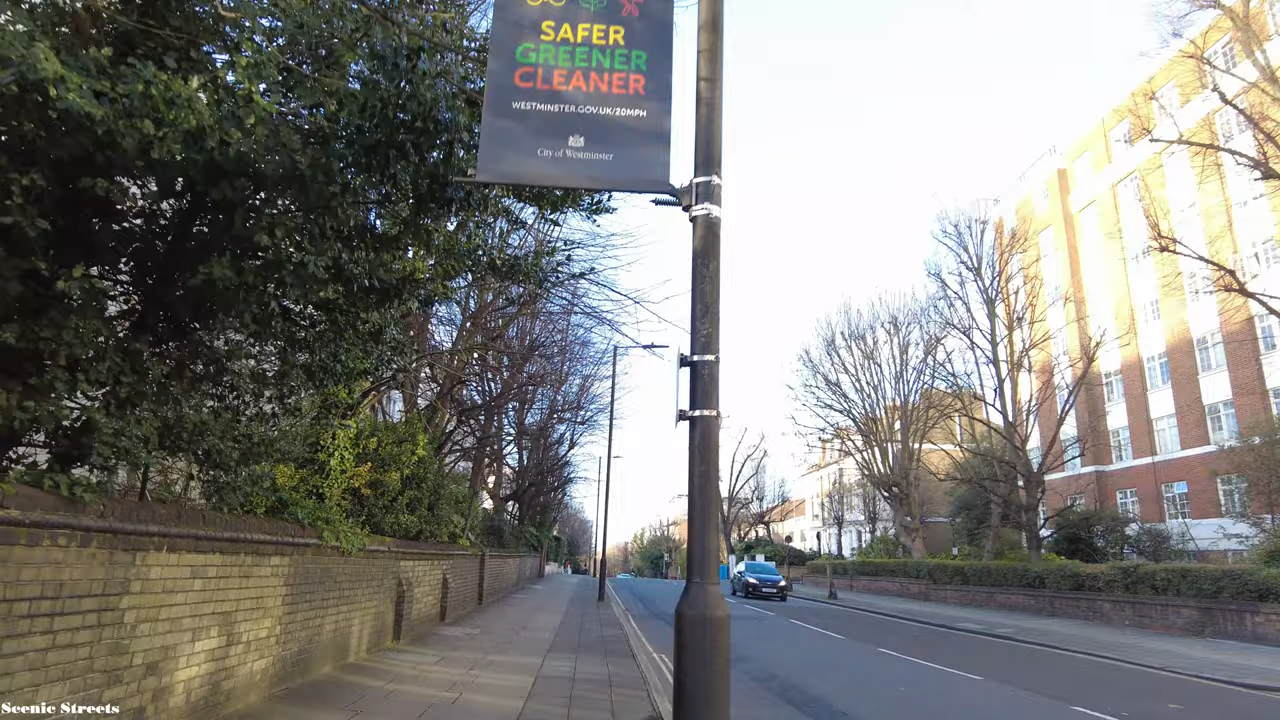 SAFER
GREENER
CLEANER
WESTMINSTER.GOV.UK/20MPH
City of Westminster
Scenic Streets